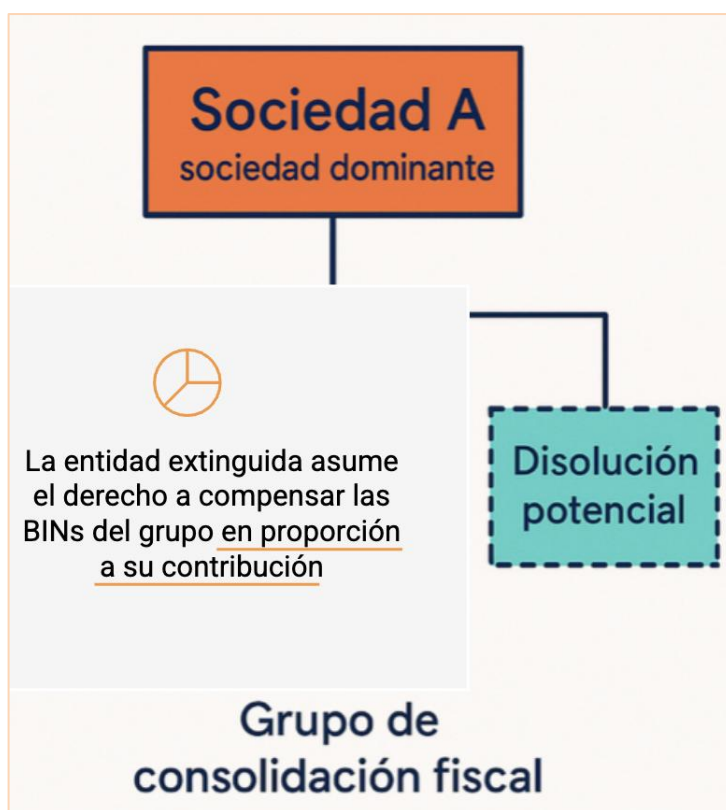 Sociedad A
sociedad dominante
La entidad extinguida asume
el derecho a compensar las
BINs del grupo en proporción
a su contribución
Disolución
potencial
Grupo de
consolidación fiscal